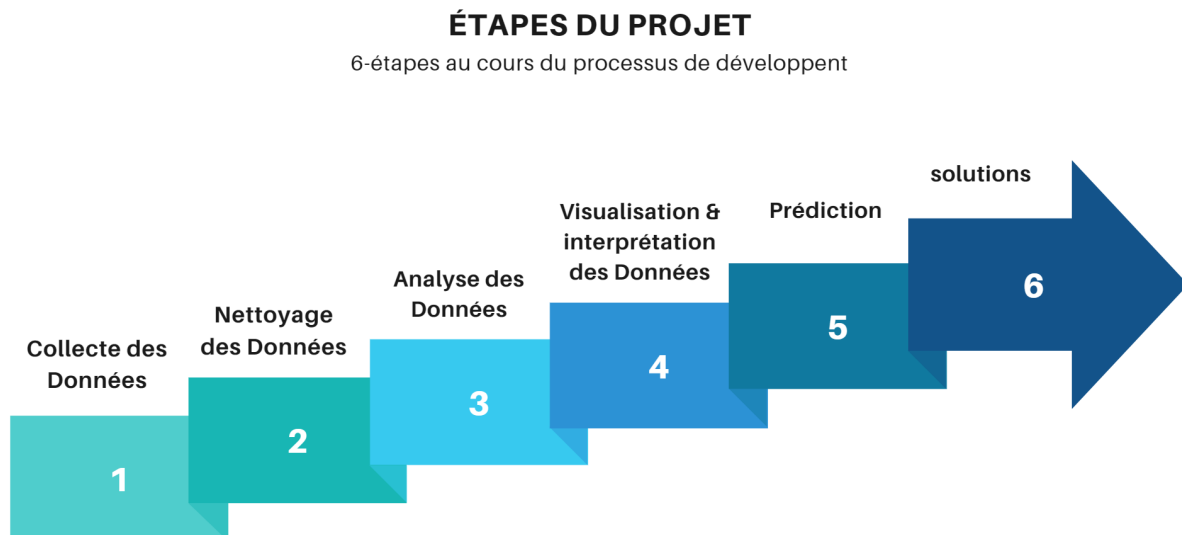 ÉTAPES DU PROJET
6-étapes au cours du processus de développent
Collecte des
Données
1
Nettoyage
des Données
2
Analyse des
Données
3
Visualisation &
interprétation
des Données
4
Prédiction
5
solutions
6